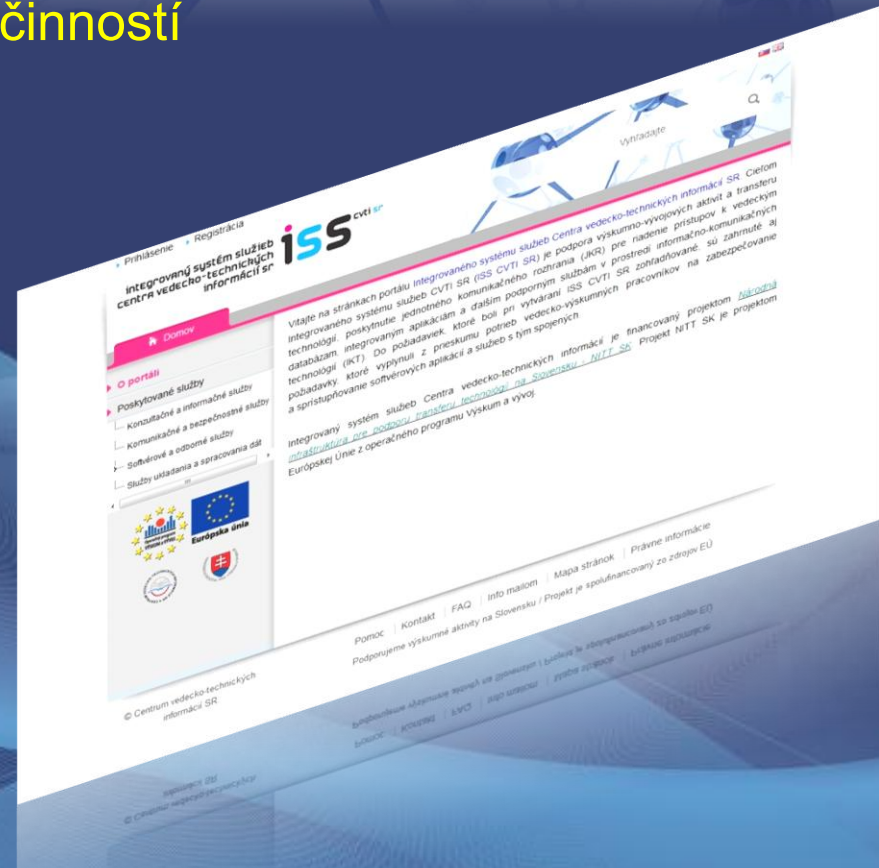 činností
Vyhľadajte
Prihlásenie
Registrácia
integrovaný systém služieb
centra vedecko-technických
informácií sr
iss cvti sr
Domov
O portáli
Poskytované služby
Konzultačné a informačné služby
Komunikačné a bezpečnostné služby
Softvérové a odborné služby
Služby ukladania a spracovania dát
Európska únia
Vitajte na stránkach portálu Integrovaného systému služieb Centra vedecko-technických informácií SR. Cieľom
Integrovaného systému služieb CVTI SR (ISS CVTI SR) je podpora výskumno-vývojových aktivít a transferu
technológií, poskytnutie jednotného komunikačného rozhrania (JKR) pre riadenie prístupov k vedeckým
databázam, integrovaným aplikáciám a ďalším podporným službám v prostredí informačno-komunikačných
technológií (IKT). Do požiadaviek, ktoré boli pri vytváraní ISS CVTI SR zohľadňované, sú zahrnuté aj
požiadavky, ktoré vyplynuli z prieskumu potrieb vedecko-výskumných pracovníkov na zabezpečovanie
a sprístupňovanie softvérových aplikácií a služieb s tým spojených.
Integrovaný systém služieb Centra vedecko-technických informácií je financovaný projektom Národná
infraštruktúra pre podporu transferu technológií na Slovensku - NITT SK. Projekt NITT SK je projektom
Európskej Únie z operačného programu Výskum a vývoj.
Pomoc | Kontakt | FAQ | Info mailom | Mapa stránok | Právne informácie
Podporujeme výskumné aktivity na Slovensku / Projekt je spolufinancovaný zo zdrojov EÚ
© Centrum vedecko-technických
informácií SR